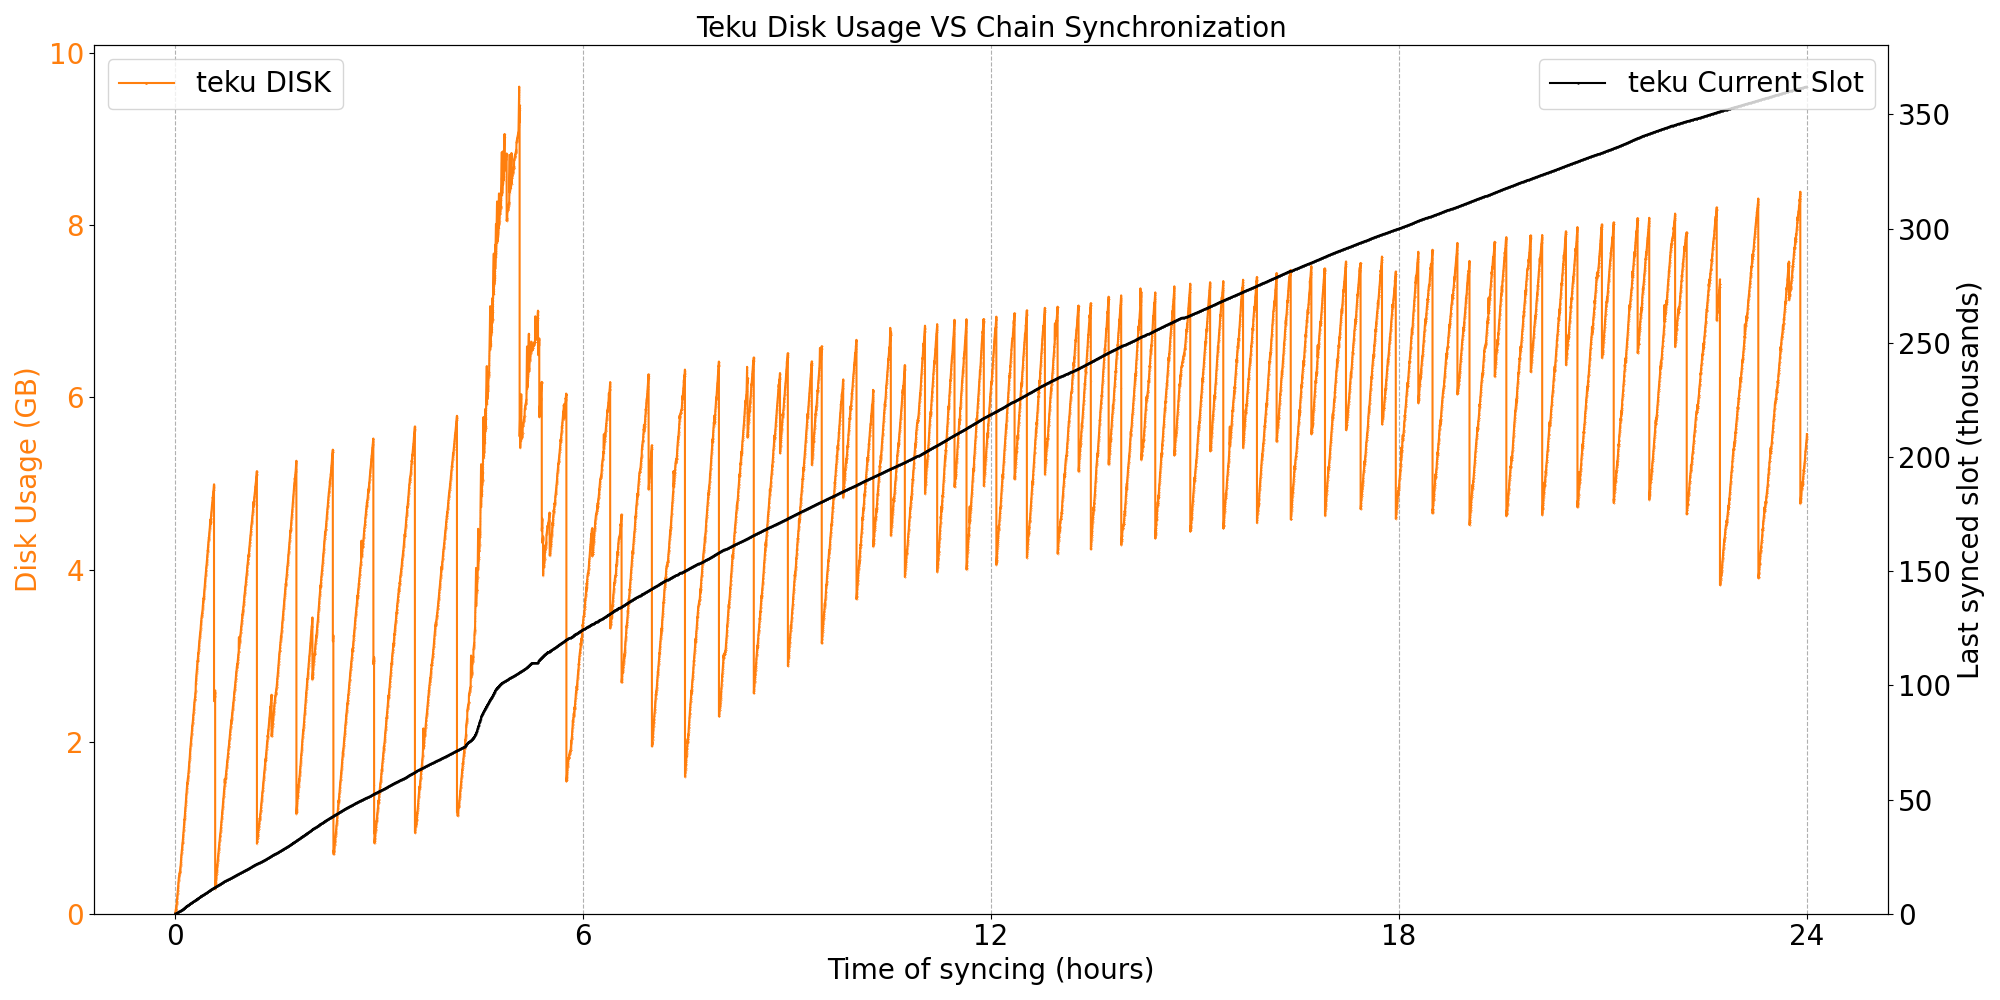 Teku Disk Usage VS Chain Synchronization
teku DISK
teku Current Slot
Disk Usage (GB)
10
8
6
4
2
0
350
300
250
200
150
100
50
0
Last synced slot (thousands)
0 6 12 18 24
Time of syncing (hours)